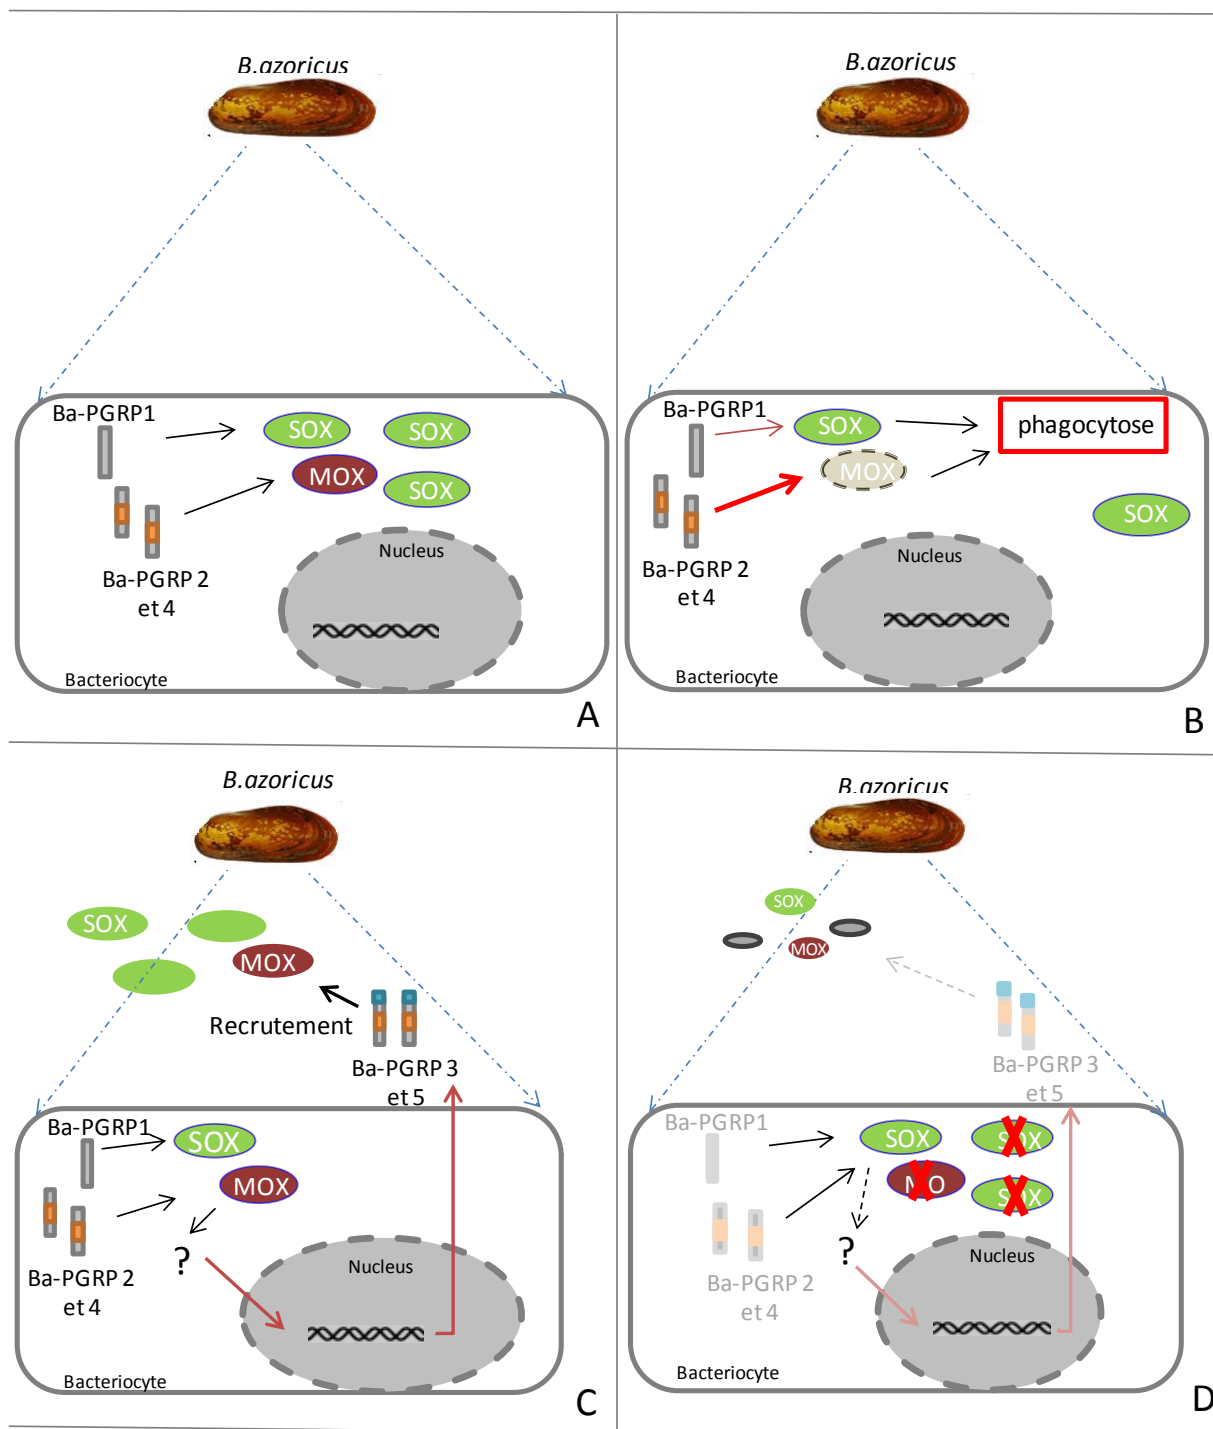 B.azoricus
Ba-PGRP1
SOX
SOX
MOX
SOX
Nucleus
Ba-PGRP 2
et 4
Bacteriocyte
A
B.azoricus
Ba-PGRP1
SOX
phagocytose
MOX
SOX
Nucleus
Ba-PGRP 2
et 4
Bacteriocyte
B
B.azoricus
SOX
MOX
Recrutement
Ba-PGRP 3
et 5
Ba-PGRP1
SOX
MOX
?
Nucleus
Ba-PGRP 2
et 4
Bacteriocyte
C
B.azoricus
SOX
MOX
Ba-PGRP 3
et 5
Ba-PGRP1
SOX
SOX
MO
SOX
?
Nucleus
Ba-PGRP 2
et 4
Bacteriocyte
D